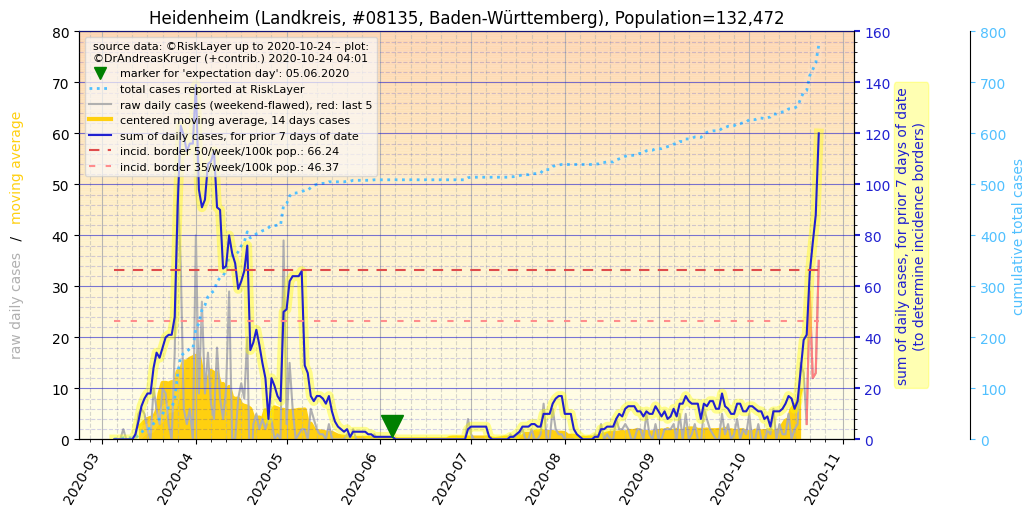 Heidenheim (Landkreis, #08135, Baden-Württemberg), Population=132,472
source data: ©RiskLayer up to 2020-10-24 – plot:
©DrAndreasKruger (+contrib.) 2020-10-24 04:01
marker for 'expectation day': 05.06.2020
total cases reported at RiskLayer
raw daily cases (weekend-flawed), red: last 5
centered moving average, 14 days cases
sum of daily cases, for prior 7 days of date
incid. border 50/week/100k pop.: 66.24
incid. border 35/week/100k pop.: 46.37
raw daily cases / moving average
80
70
60
50
40
30
20
10
0
160
140
120
100
80
60
40
20
0
sum of daily cases, for prior 7 days of date
(to determine incidence borders)
800
700
600
500
400
300
200
100
0
cumulative total cases
2020-03
2020-04
2020-05
2020-06
2020-07
2020-08
2020-09
2020-10
2020-11